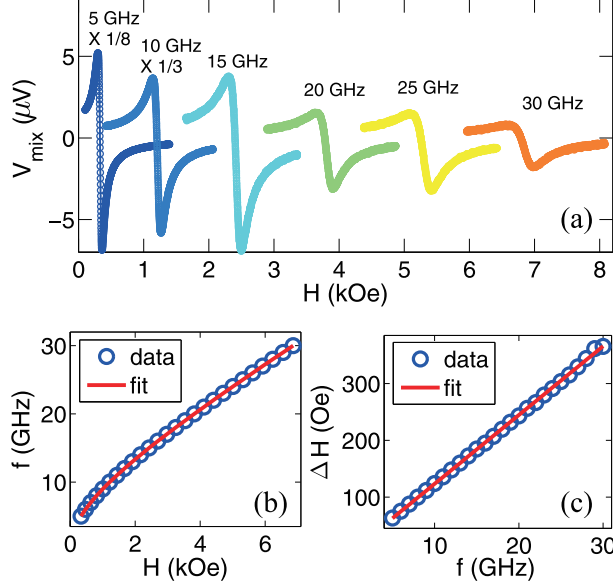 5 GHz
X 1/8
10 GHz
X 1/3
15 GHz
20 GHz
25 GHz
30 GHz
5
0
−5
V_mix (μV)
(a)
0 1 2 3 4 5 6 7 8
H (kOe)
data
fit
30
20
10
f (GHz)
(b)
0 2 4 6
H (kOe)
data
fit
300
200
100
Δ H (Oe)
(c)
10 20 30
f (GHz)